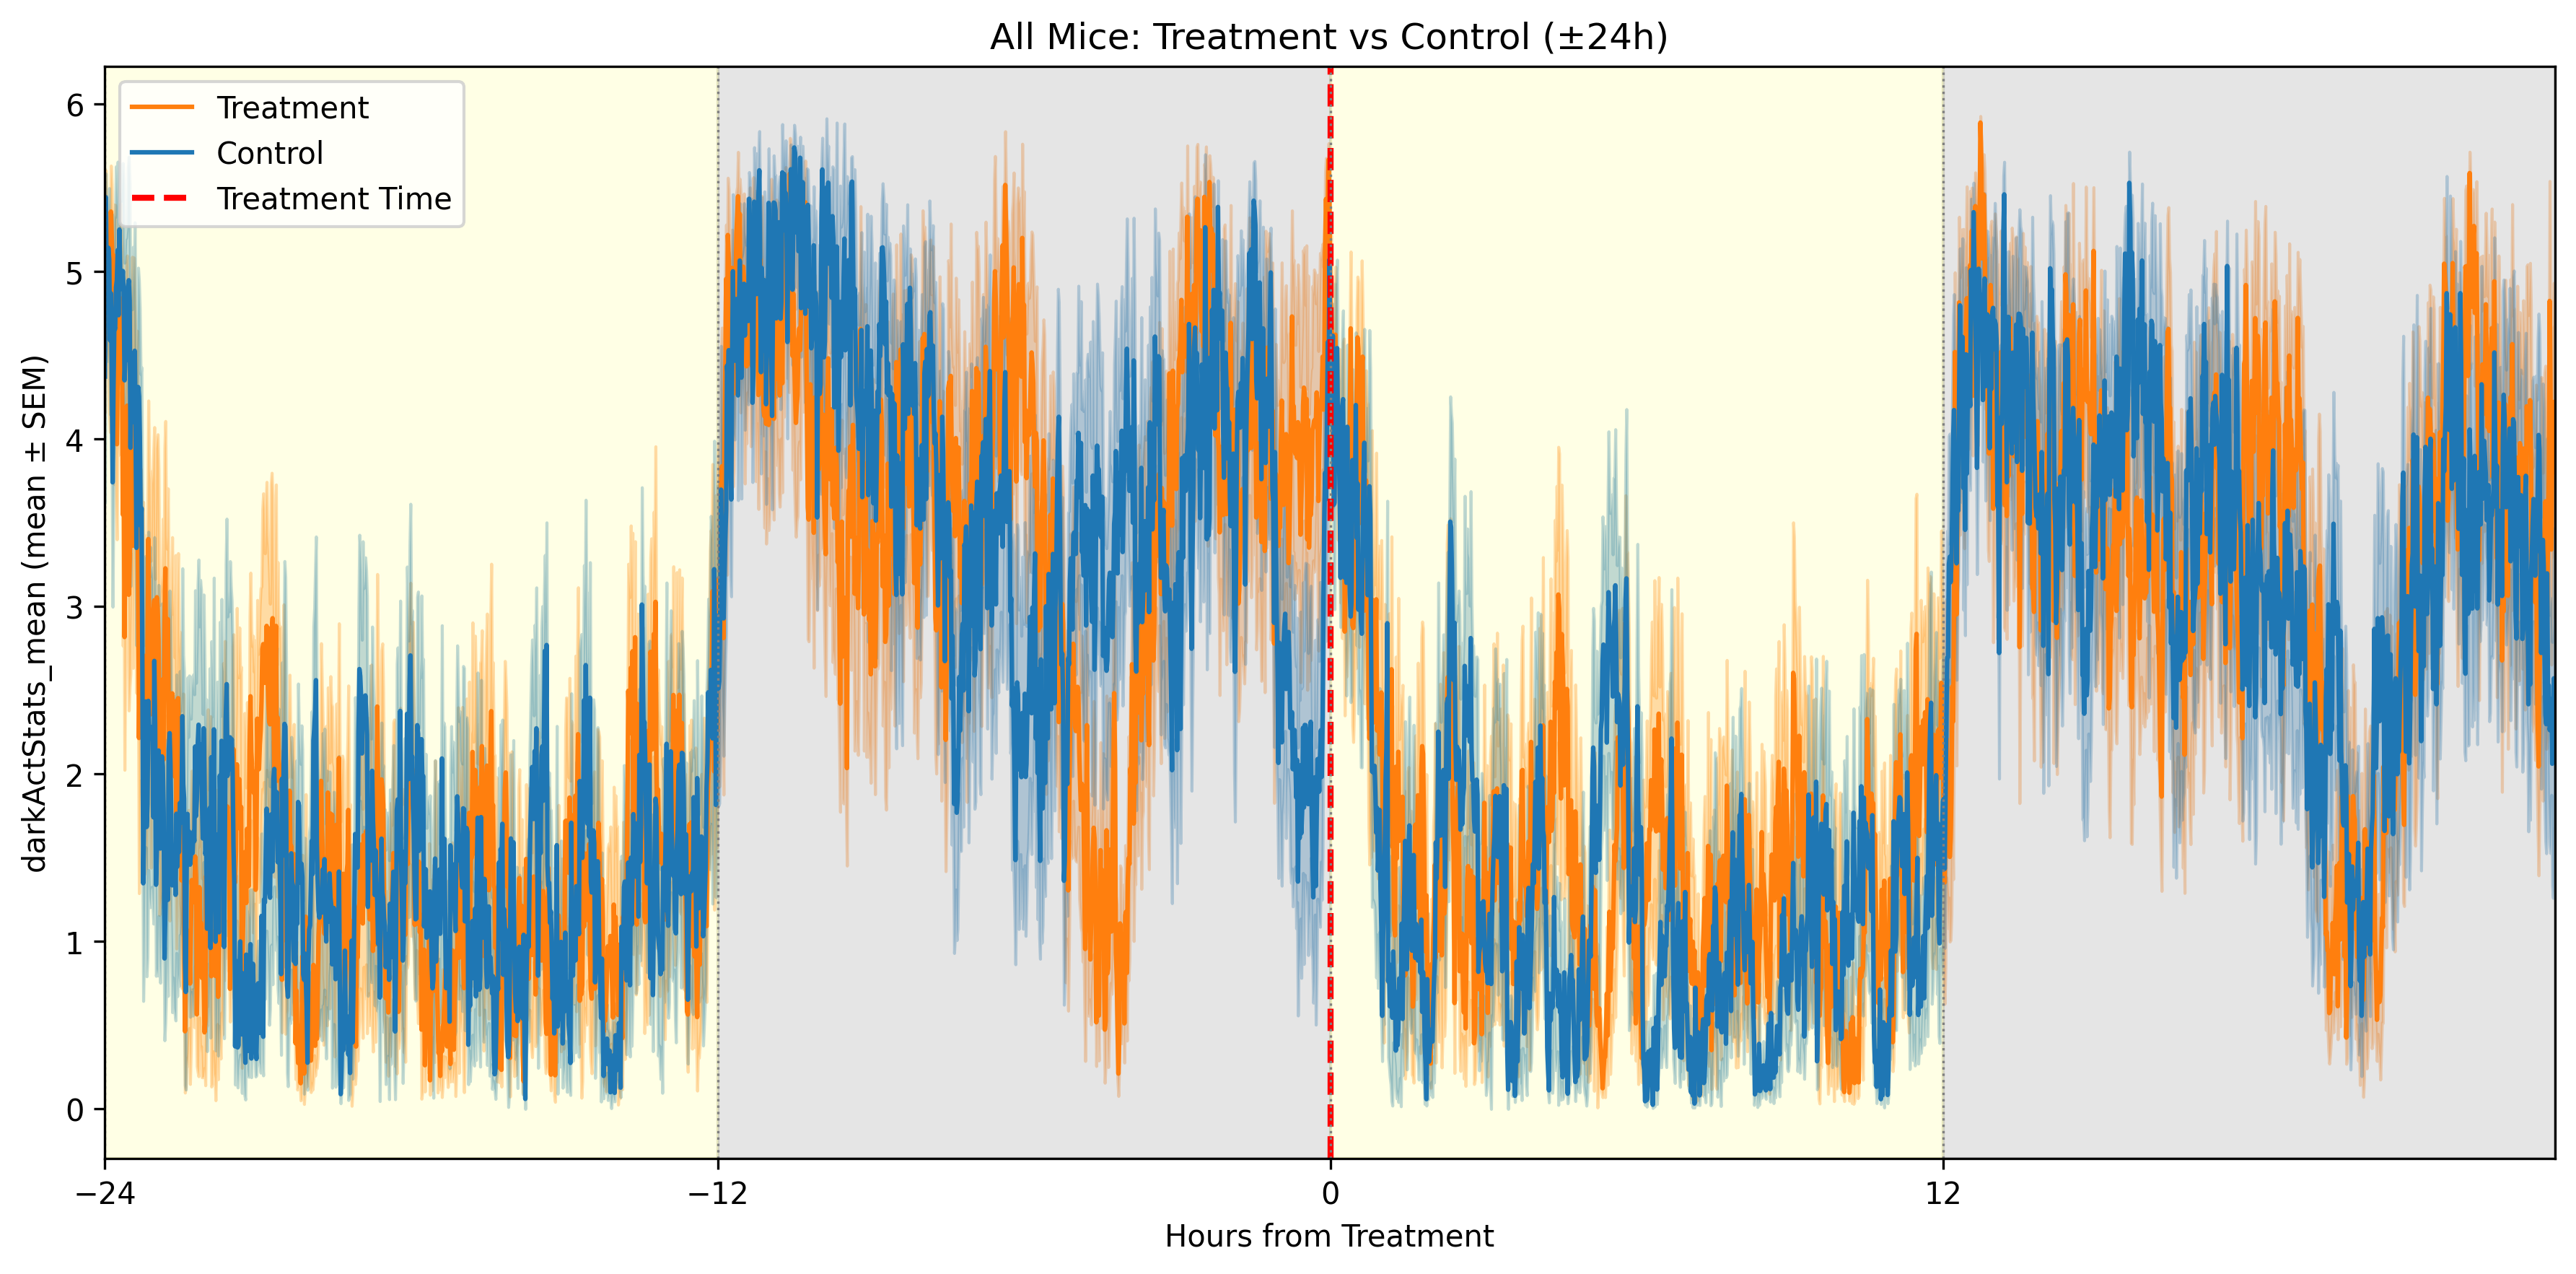 All Mice: Treatment vs Control (±24h)
Treatment
Control
Treatment Time
darkActStats_mean (mean ± SEM)
6
5
4
3
2
1
0
−24
−12
0
12
Hours from Treatment